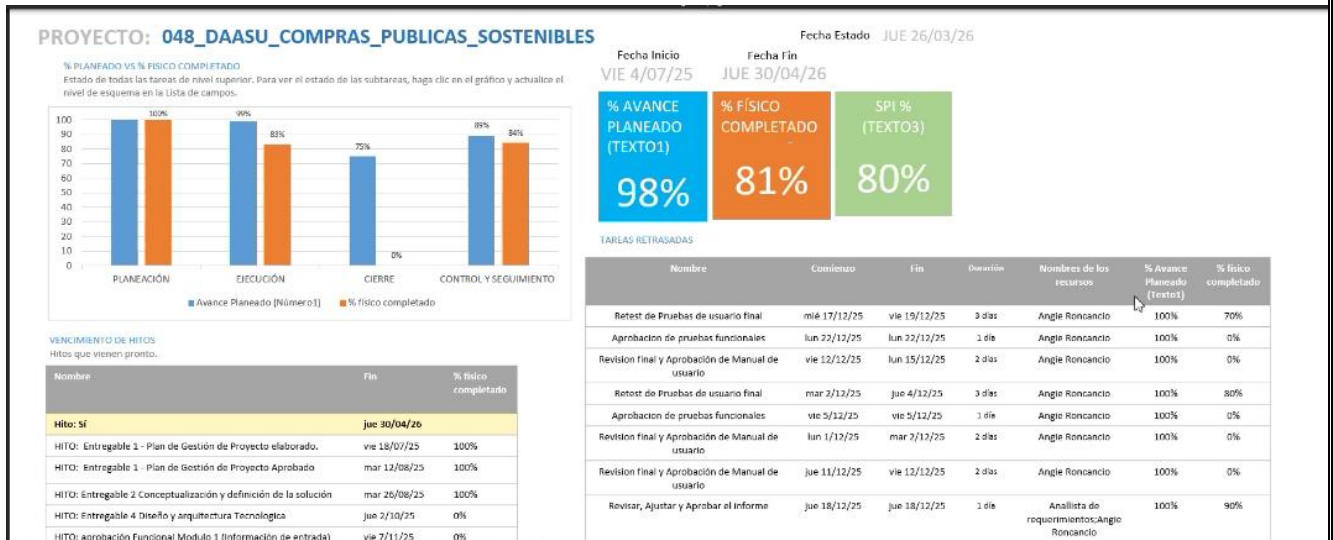 PROYECTO: 048_DAASU_COMPRAS_PUBLICAS_SOSTENIBLES
Fecha Estado JUE 26/03/26
Fecha Inicio
VIE 4/07/25
Fecha Fin
JUE 30/04/26
% PLANEADO VS % FISICO COMPLETADO
Estado de todas las tareas de nivel superior. Para ver el estado de las subtareas, haga clic en el gráfico y actualice el
nivel de esquema en la Lista de campos.
100% 99% 83% 75% 0% 89% 84%
100
90
80
70
60
50
40
30
20
10
0
PLANEACIÓN EJECUCIÓN CIERRE CONTROL Y SEGUIMIENTO
Avance Planeado (Número1) % físico completado
% AVANCE
PLANEADO
(TEXTO1)
98%
% FÍSICO
COMPLETADO
81%
SPI %
(TEXTO3)
80%
VENCIMIENTO DE HITOS
Hitos que vienen pronto.
Nombre Fin % físico
completado
Hito: Sí jue 30/04/26
HITO: Entregable 1 - Plan de Gestión de Proyecto elaborado. vie 18/07/25 100%
HITO: Entregable 1 - Plan de Gestión de Proyecto Aprobado mar 12/08/25 100%
HITO: Entregable 2 Conceptualización y definición de la solución mar 26/08/25 100%
HITO: Entregable 4 Diseño y arquitectura Tecnologica jue 2/10/25 0%
HITO: aprobación Funcional Modulo 1 (Información de entrada) vie 7/11/25 0%
TAREAS RETRASADAS
Nombre Comienzo Fin Duración Nombres de los
recursos % Avance
Planeado
(Texto1) % físico
completado
Retest de Pruebas de usuario final mié 17/12/25 vie 19/12/25 3 días Angie Roncancio 100% 70%
Aprobacion de pruebas funcionales lun 22/12/25 lun 22/12/25 1 día Angie Roncancio 100% 0%
Revision final y Aprobación de Manual de
usuario vie 12/12/25 lun 15/12/25 2 días Angie Roncancio 100% 0%
Retest de Pruebas de usuario final mar 2/12/25 jue 4/12/25 3 días Angie Roncancio 100% 80%
Aprobacion de pruebas funcionales vie 5/12/25 vie 5/12/25 1 día Angie Roncancio 100% 0%
Revision final y Aprobación de Manual de
usuario lun 1/12/25 mar 2/12/25 2 días Angie Roncancio 100% 0%
Revision final y Aprobación de Manual de
usuario jue 11/12/25 vie 12/12/25 2 días Angie Roncancio 100% 0%
Revisar, Ajustar y Aprobar el informe jue 18/12/25 jue 18/12/25 1 día Anallista de
requerimientos;Angie
Roncancio 100% 90%